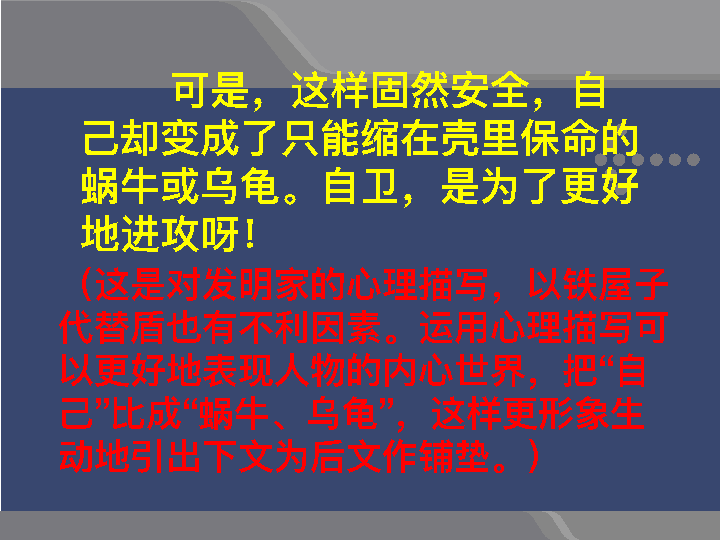 可是，这样固然安全，自
己却变成了只能缩在壳里保命的
蜗牛或乌龟。自卫，是为了更好
地进攻呀！
（这是对发明家的心理描写，以铁屋子
代替盾也有不利因素。运用心理描写可
以更好地表现人物的内心世界，把“自
己”比成“蜗牛、乌龟”，这样更形象生
动地引出下文为后文作铺垫。）